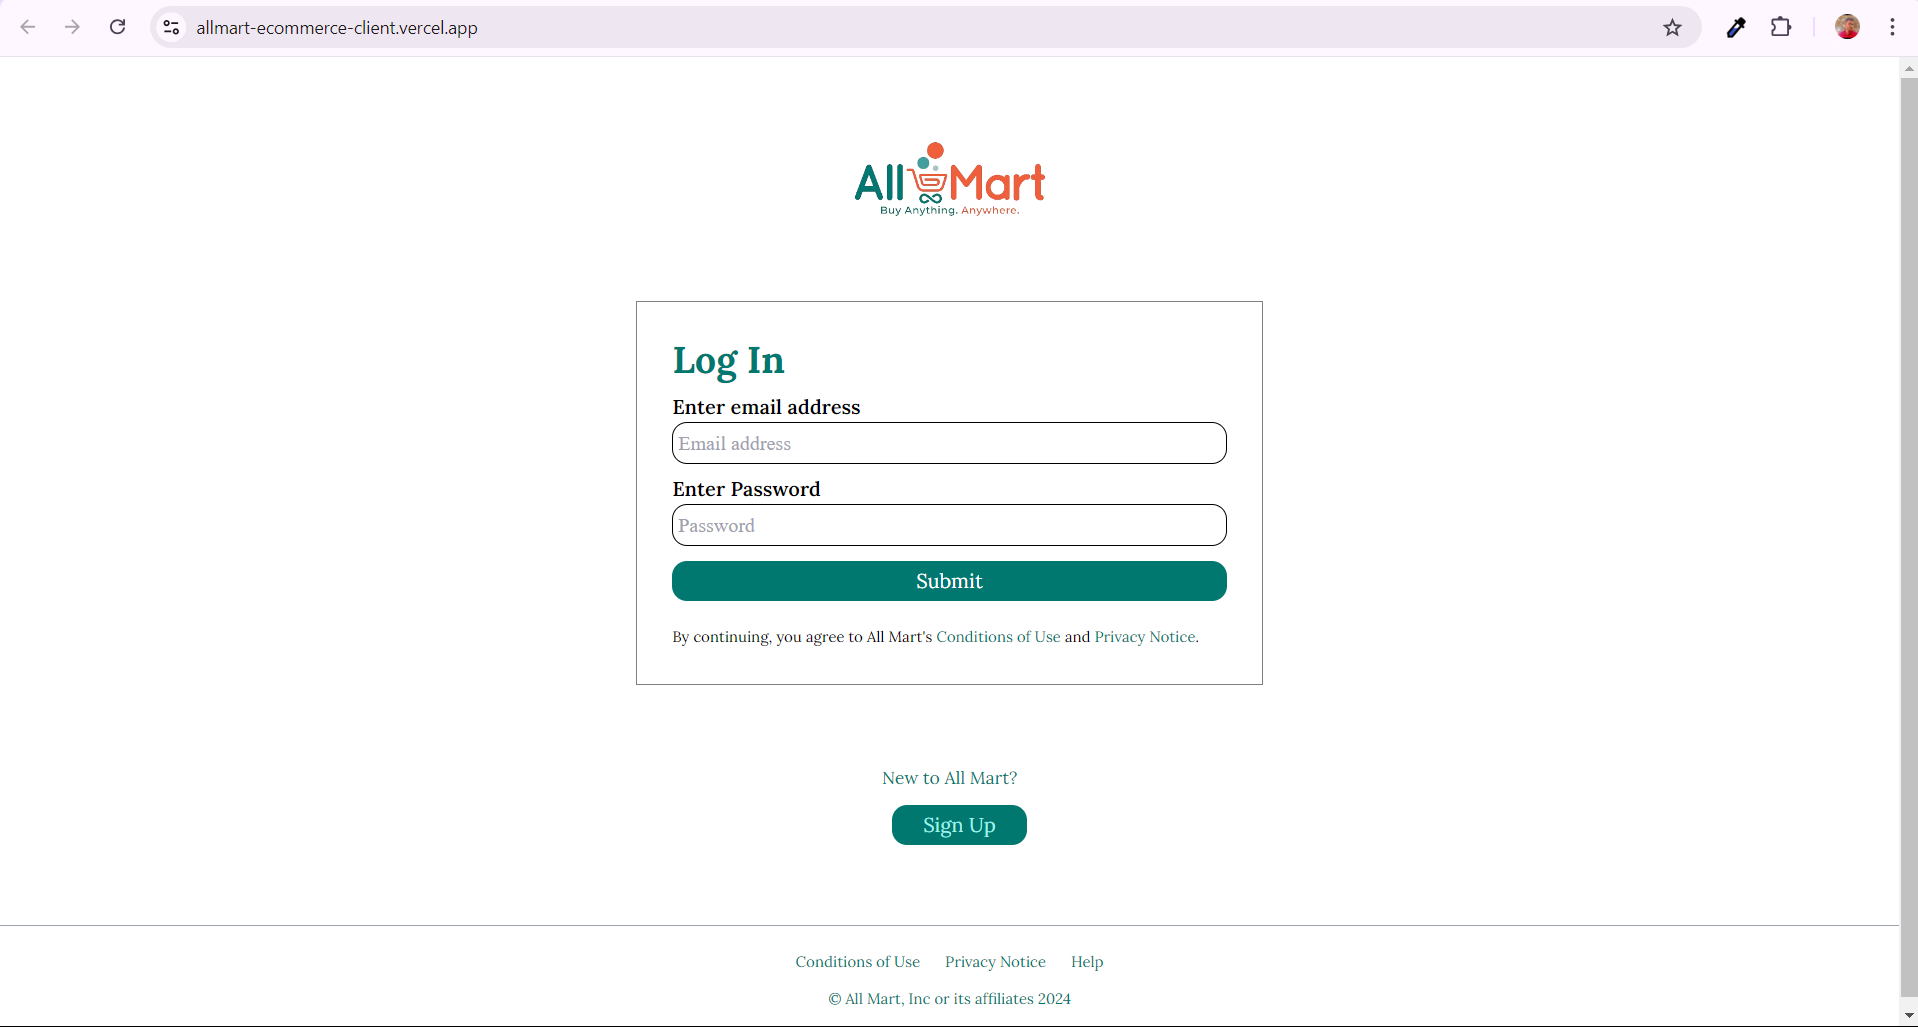 allmart-ecommerce-client.vercel.app
All Mart
Buy Anything. Anywhere.
Log In
Enter email address
Email address
Enter Password
Password
Submit
By continuing, you agree to All Mart's Conditions of Use and Privacy Notice.
New to All Mart?
Sign Up
Conditions of Use Privacy Notice Help
© All Mart, Inc or its affiliates 2024